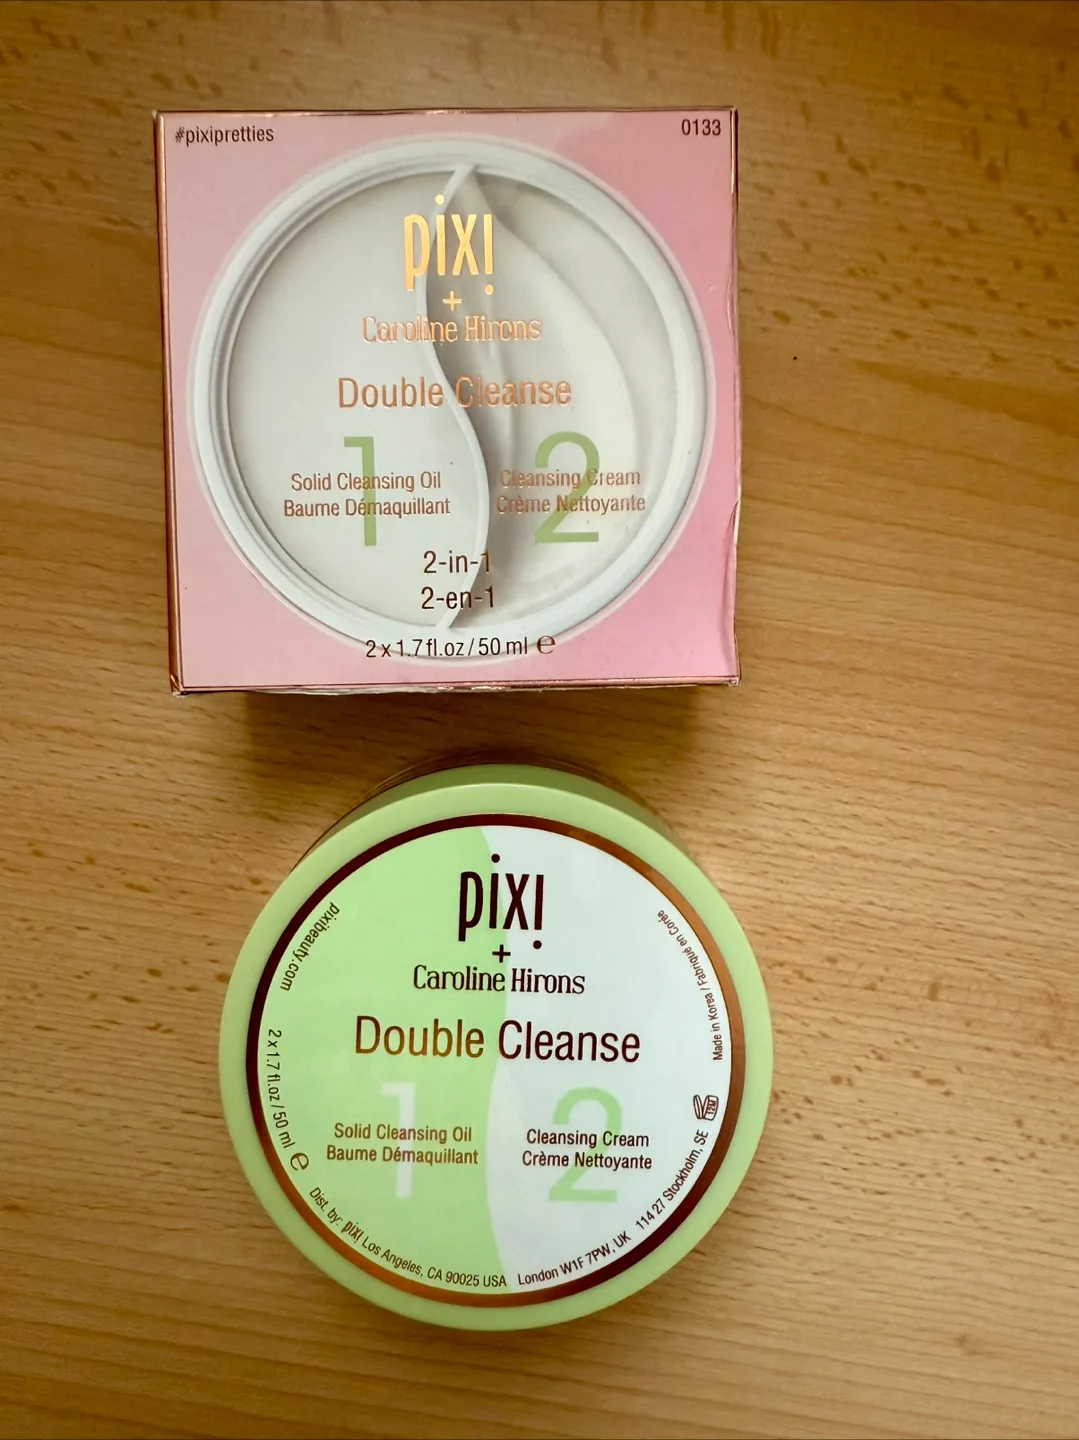 #pixipretties
0133
pixi
+
Caroline Hirons
Double Cleanse
1
2
Solid Cleansing Oil
Baume Démaquillant
Cleansing Cream
Crème Nettoyante
2-in-1
2-en-1
2 x 1.7 fl.oz / 50 ml ℮
pixi
+
Caroline Hirons
Double Cleanse
1
2
Solid Cleansing Oil
Baume Démaquillant
Cleansing Cream
Crème Nettoyante
pixibeauty.com
2 x 1.7 fl.oz / 50 ml ℮
Dist. by: pixi Los Angeles, CA 90025 USA London W1F 7PW, UK 114 27 Stockholm, SE
12M
Made in Korea / Fabriqué en Corée